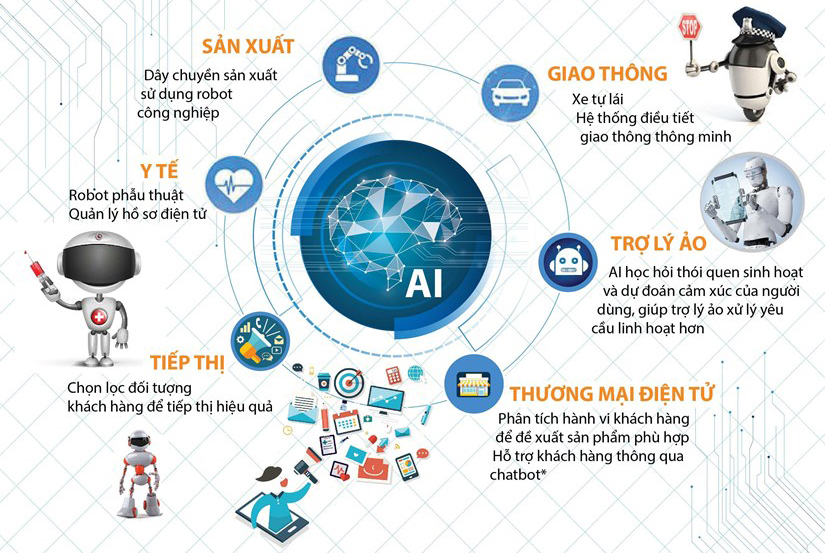 SẢN XUẤT
Dây chuyền sản xuất
sử dụng robot
công nghiệp
GIAO THÔNG
Xe tự lái
Hệ thống điều tiết
giao thông thông minh
STOP
Y TẾ
Robot phẫu thuật
Quản lý hồ sơ điện tử
AI
TRỢ LÝ ẢO
AI học hỏi thói quen sinh hoạt
và dự đoán cảm xúc của người
dùng, giúp trợ lý ảo xử lý yêu
cầu linh hoạt hơn
TIẾP THỊ
Chọn lọc đối tượng
khách hàng để tiếp thị hiệu quả
THƯƠNG MẠI ĐIỆN TỬ
Phân tích hành vi khách hàng
để đề xuất sản phẩm phù hợp
Hỗ trợ khách hàng thông qua
chatbot*